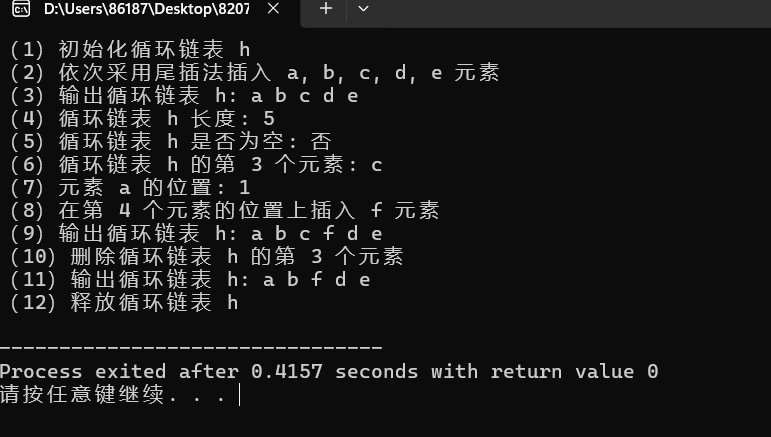 D:\Users\86187\Desktop\8207
(1) 初始化循环链表 h
(2) 依次采用尾插法插入 a, b, c, d, e 元素
(3) 输出循环链表 h: a b c d e
(4) 循环链表 h 长度: 5
(5) 循环链表 h 是否为空: 否
(6) 循环链表 h 的第 3 个元素: c
(7) 元素 a 的位置: 1
(8) 在第 4 个元素的位置上插入 f 元素
(9) 输出循环链表 h: a b c f d e
(10) 删除循环链表 h 的第 3 个元素
(11) 输出循环链表 h: a b f d e
(12) 释放循环链表 h
--------------------------------
Process exited after 0.4157 seconds with return value 0
请按任意键继续. . .